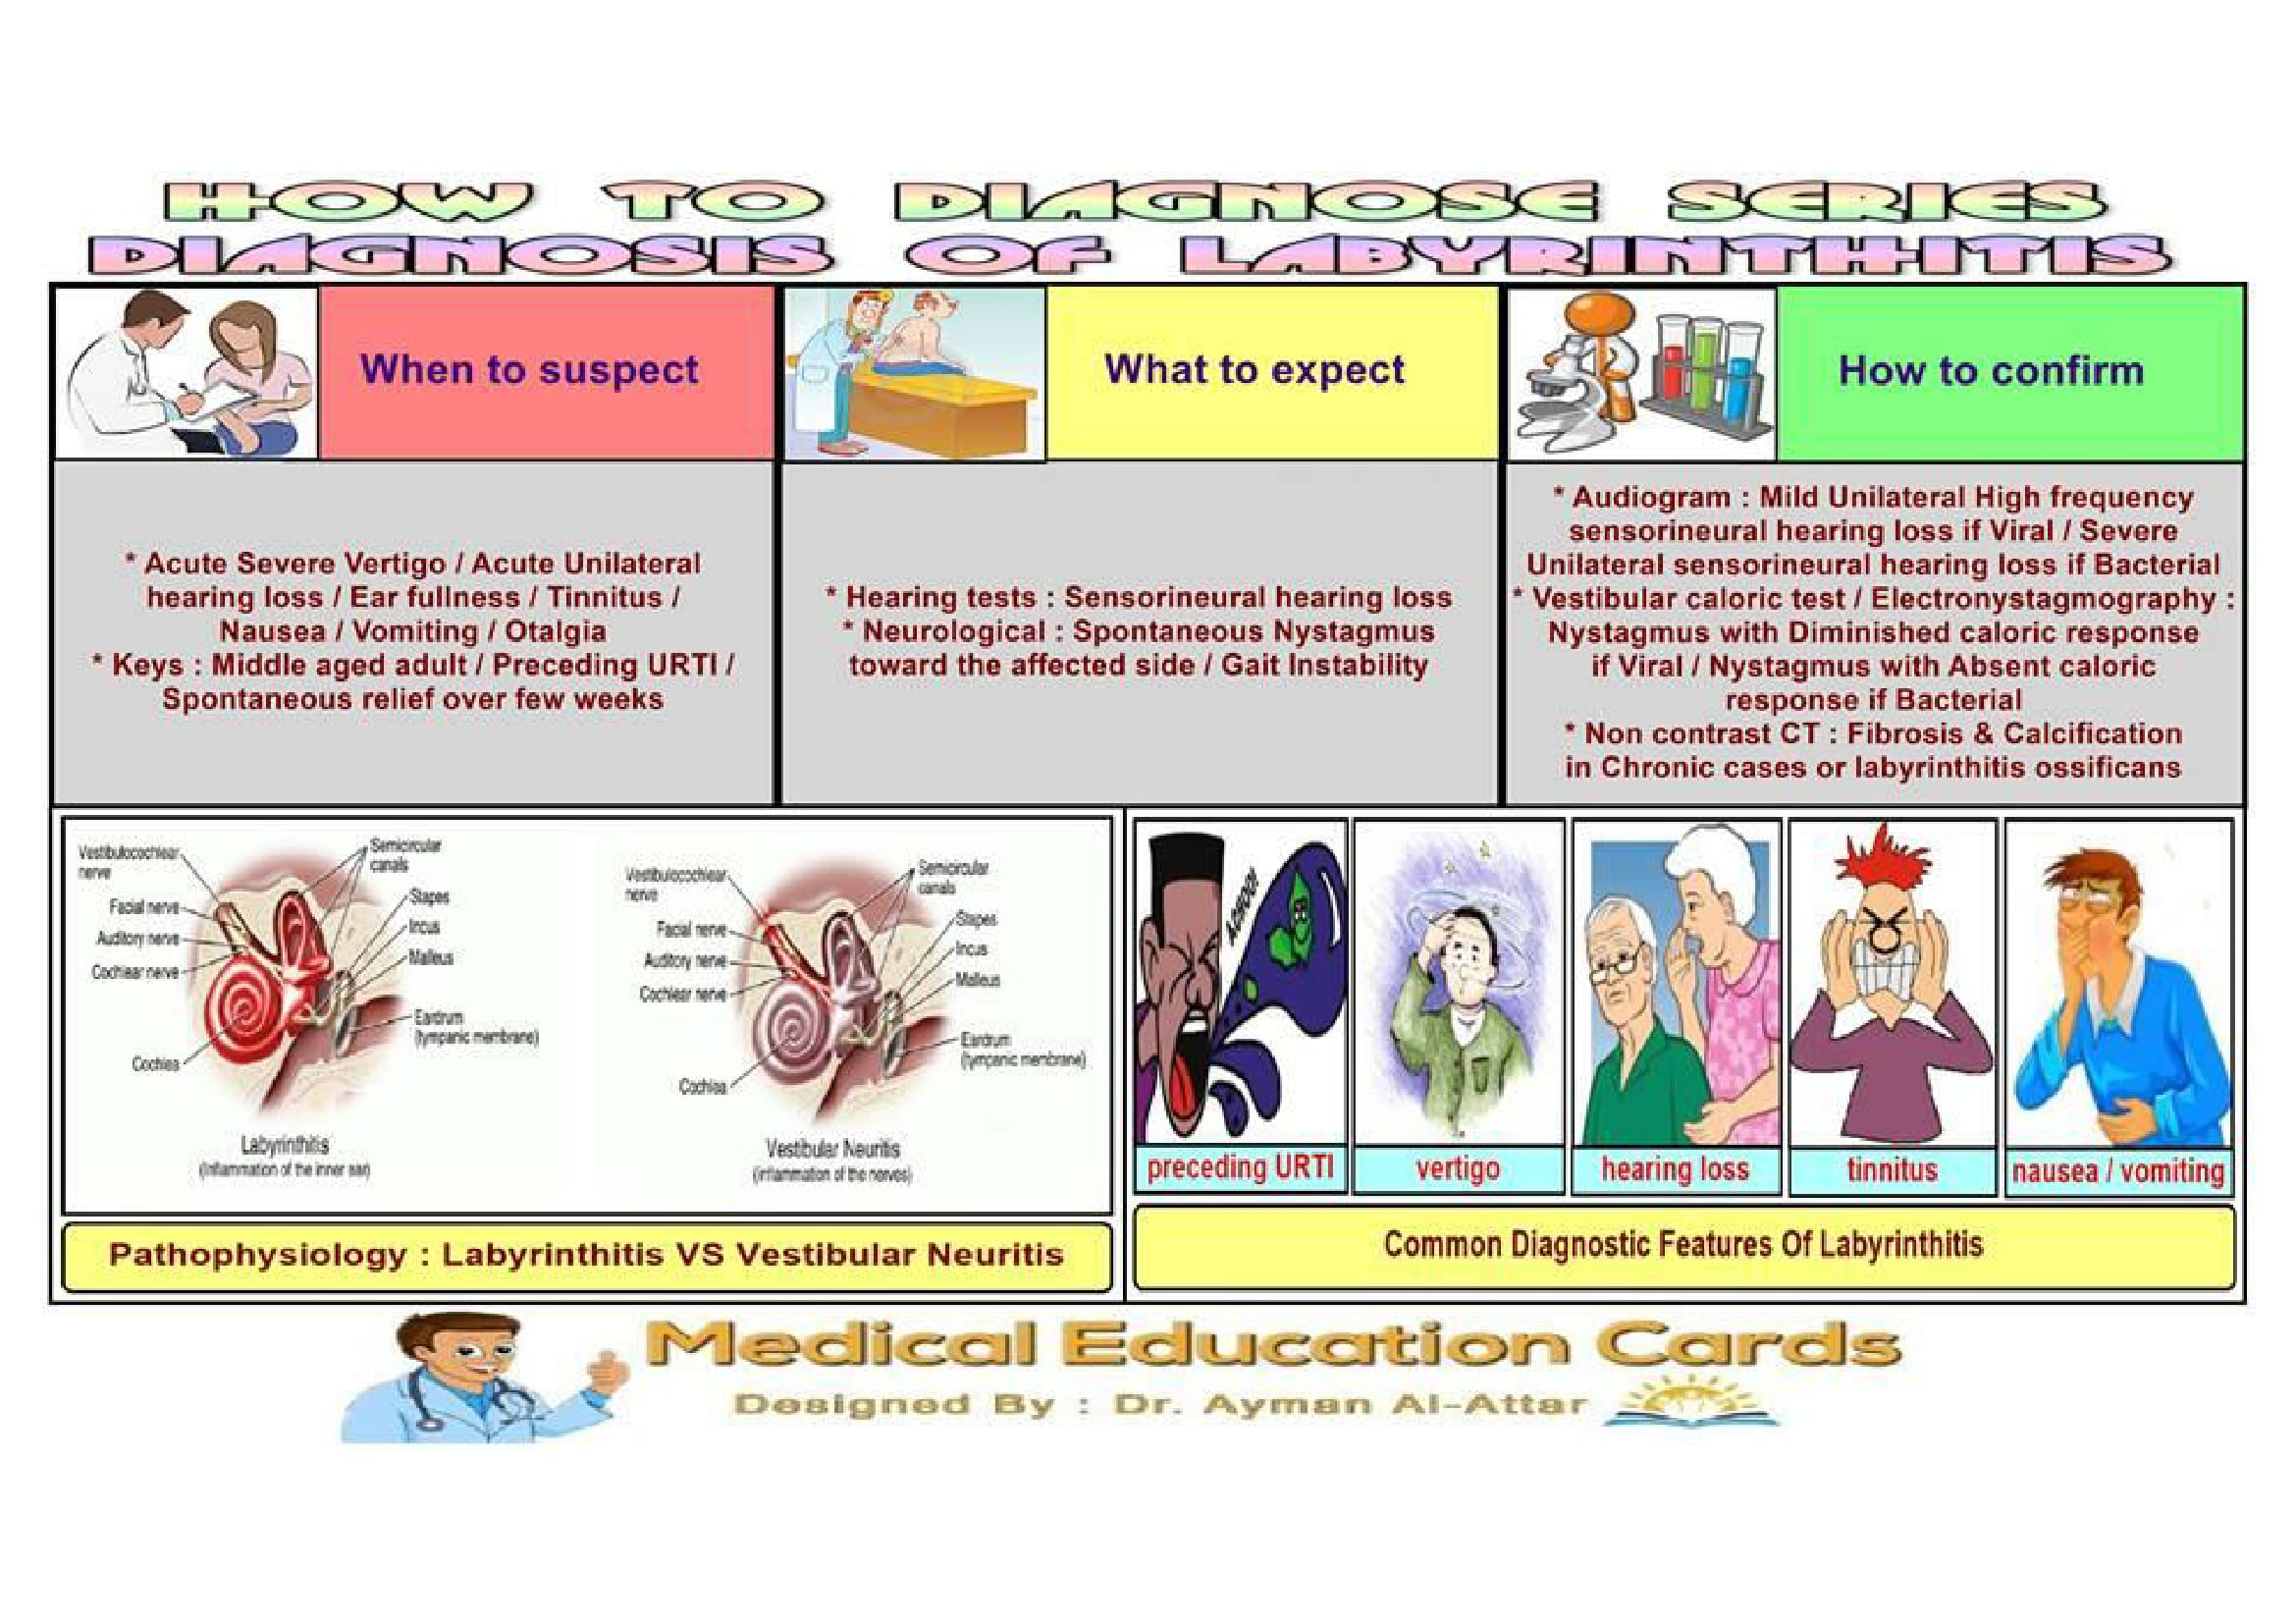 HOW TO DIAGNOSE SERIES
DIAGNOSIS OF LABYRINTHITIS
When to suspect
* Acute Severe Vertigo / Acute Unilateral
hearing loss / Ear fullness / Tinnitus /
Nausea / Vomiting / Otalgia
* Keys : Middle aged adult / Preceding URTI /
Spontaneous relief over few weeks
What to expect
* Hearing tests : Sensorineural hearing loss
* Neurological : Spontaneous Nystagmus
toward the affected side / Gait Instability
How to confirm
* Audiogram : Mild Unilateral High frequency
sensorineural hearing loss if Viral / Severe
Unilateral sensorineural hearing loss if Bacterial
* Vestibular caloric test / Electronystagmography :
Nystagmus with Diminished caloric response
if Viral / Nystagmus with Absent caloric
response if Bacterial
* Non contrast CT : Fibrosis & Calcification
in Chronic cases or labyrinthitis ossificans
Vestibulocochlear
nerve
Facial nerve
Auditory nerve
Cochlear nerve
Cochlea
Semicircular
canals
Stapes
Incus
Malleus
Eardrum
(tympanic membrane)
Labyrinthitis
(Inflammation of the inner ear)
Vestibulocochlear
nerve
Facial nerve
Auditory nerve
Cochlear nerve
Cochlea
Semicircular
canals
Stapes
Incus
Malleus
Eardrum
(tympanic membrane)
Vestibular Neuritis
(inflammation of the nerves)
Pathophysiology : Labyrinthitis VS Vestibular Neuritis
preceding URTI
vertigo
hearing loss
tinnitus
nausea / vomiting
Common Diagnostic Features Of Labyrinthitis
Medical Education Cards
Designed By : Dr. Ayman Al-Attar